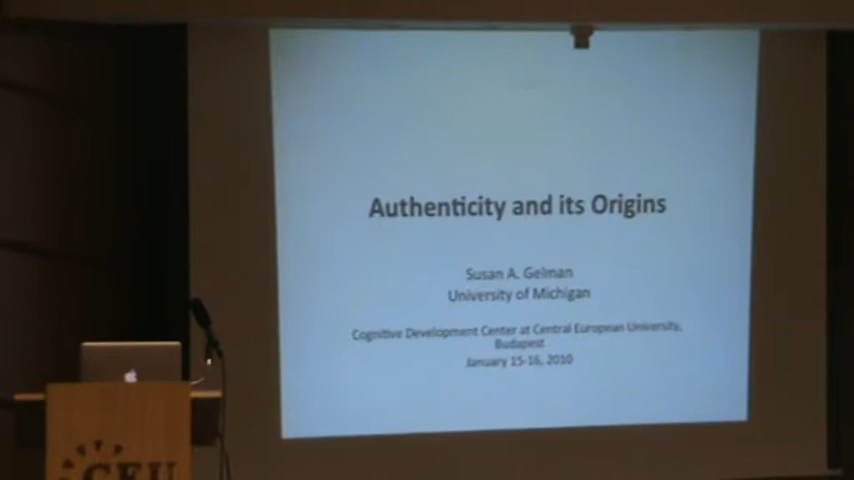 Authenticity and its Origins
Susan A. Gelman
University of Michigan
Cognitive Development Center at Central European University,
Budapest
January 15-16, 2010
CEU